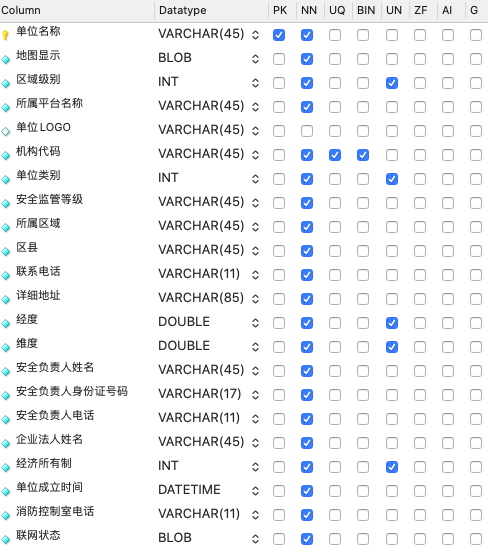 Column Datatype PK NN UQ BIN UN ZF AI G
单位名称 VARCHAR(45)
地图显示 BLOB
区域级别 INT
所属平台名称 VARCHAR(45)
单位LOGO VARCHAR(45)
机构代码 VARCHAR(45)
单位类别 INT
安全监管等级 VARCHAR(45)
所属区域 VARCHAR(45)
区县 VARCHAR(45)
联系电话 VARCHAR(11)
详细地址 VARCHAR(85)
经度 DOUBLE
维度 DOUBLE
安全负责人姓名 VARCHAR(45)
安全负责人身份证号码 VARCHAR(17)
安全负责人电话 VARCHAR(11)
企业法人姓名 VARCHAR(45)
经济所有制 INT
单位成立时间 DATETIME
消防控制室电话 VARCHAR(11)
联网状态 BLOB